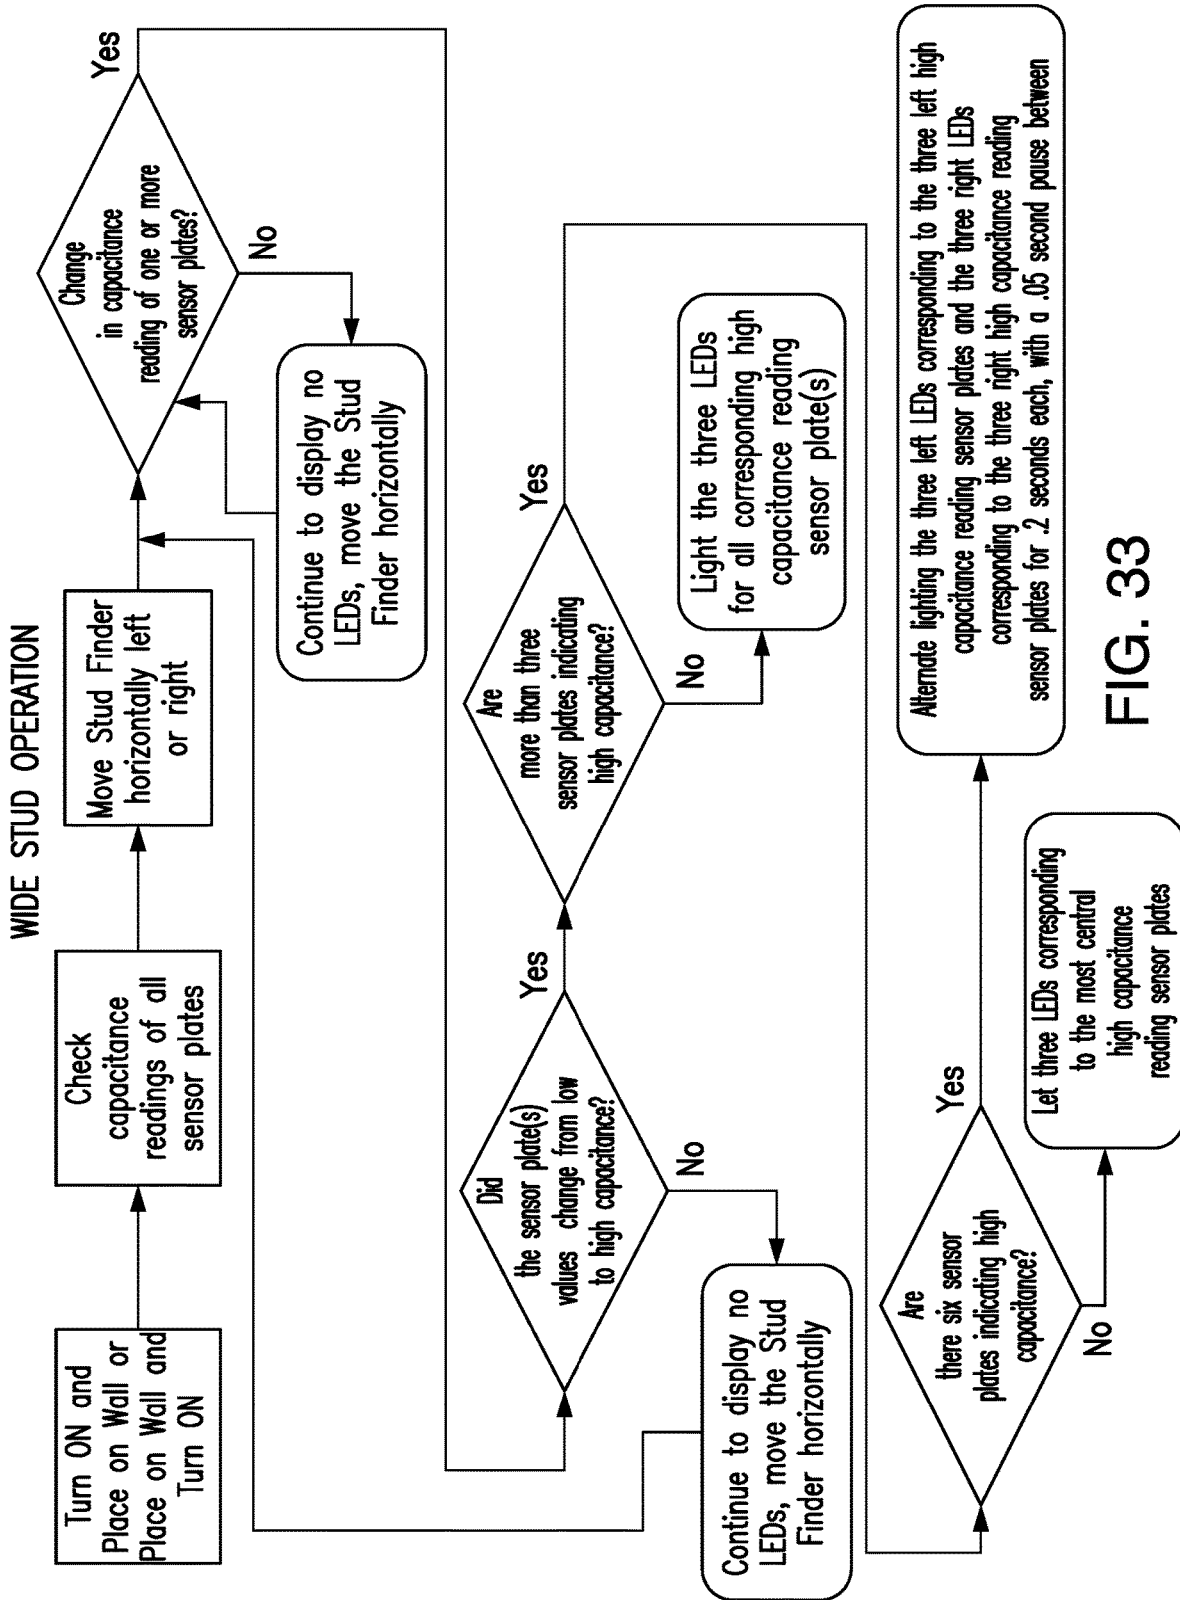 WIDE STUD OPERATION
Turn ON and
Place on Wall or
Place on Wall and
Turn ON
Check
capacitance
readings of all
sensor plates
Move Stud Finder
horizontally left
or right
Change
in capacitance
reading of one or more
sensor plates?
Yes
No
Continue to display no
LEDs, move the Stud
Finder horizontally
Did
the sensor plate(s)
values change from low
to high capacitance?
Yes
No
Continue to display no
LEDs, move the Stud
Finder horizontally
Are
more than three
sensor plates indicating
high capacitance?
Yes
No
Light the three LEDs
for all corresponding high
capacitance reading
sensor plate(s)
Are
there six sensor
plates indicating high
capacitance?
Yes
No
Let three LEDs corresponding
to the most central
high capacitance
reading sensor plates
Alternate lighting the three left LEDs corresponding to the three left high
capacitance reading sensor plates and the three right LEDs
corresponding to the three right high capacitance reading
sensor plates for .2 seconds each, with a .05 second pause between
FIG. 33